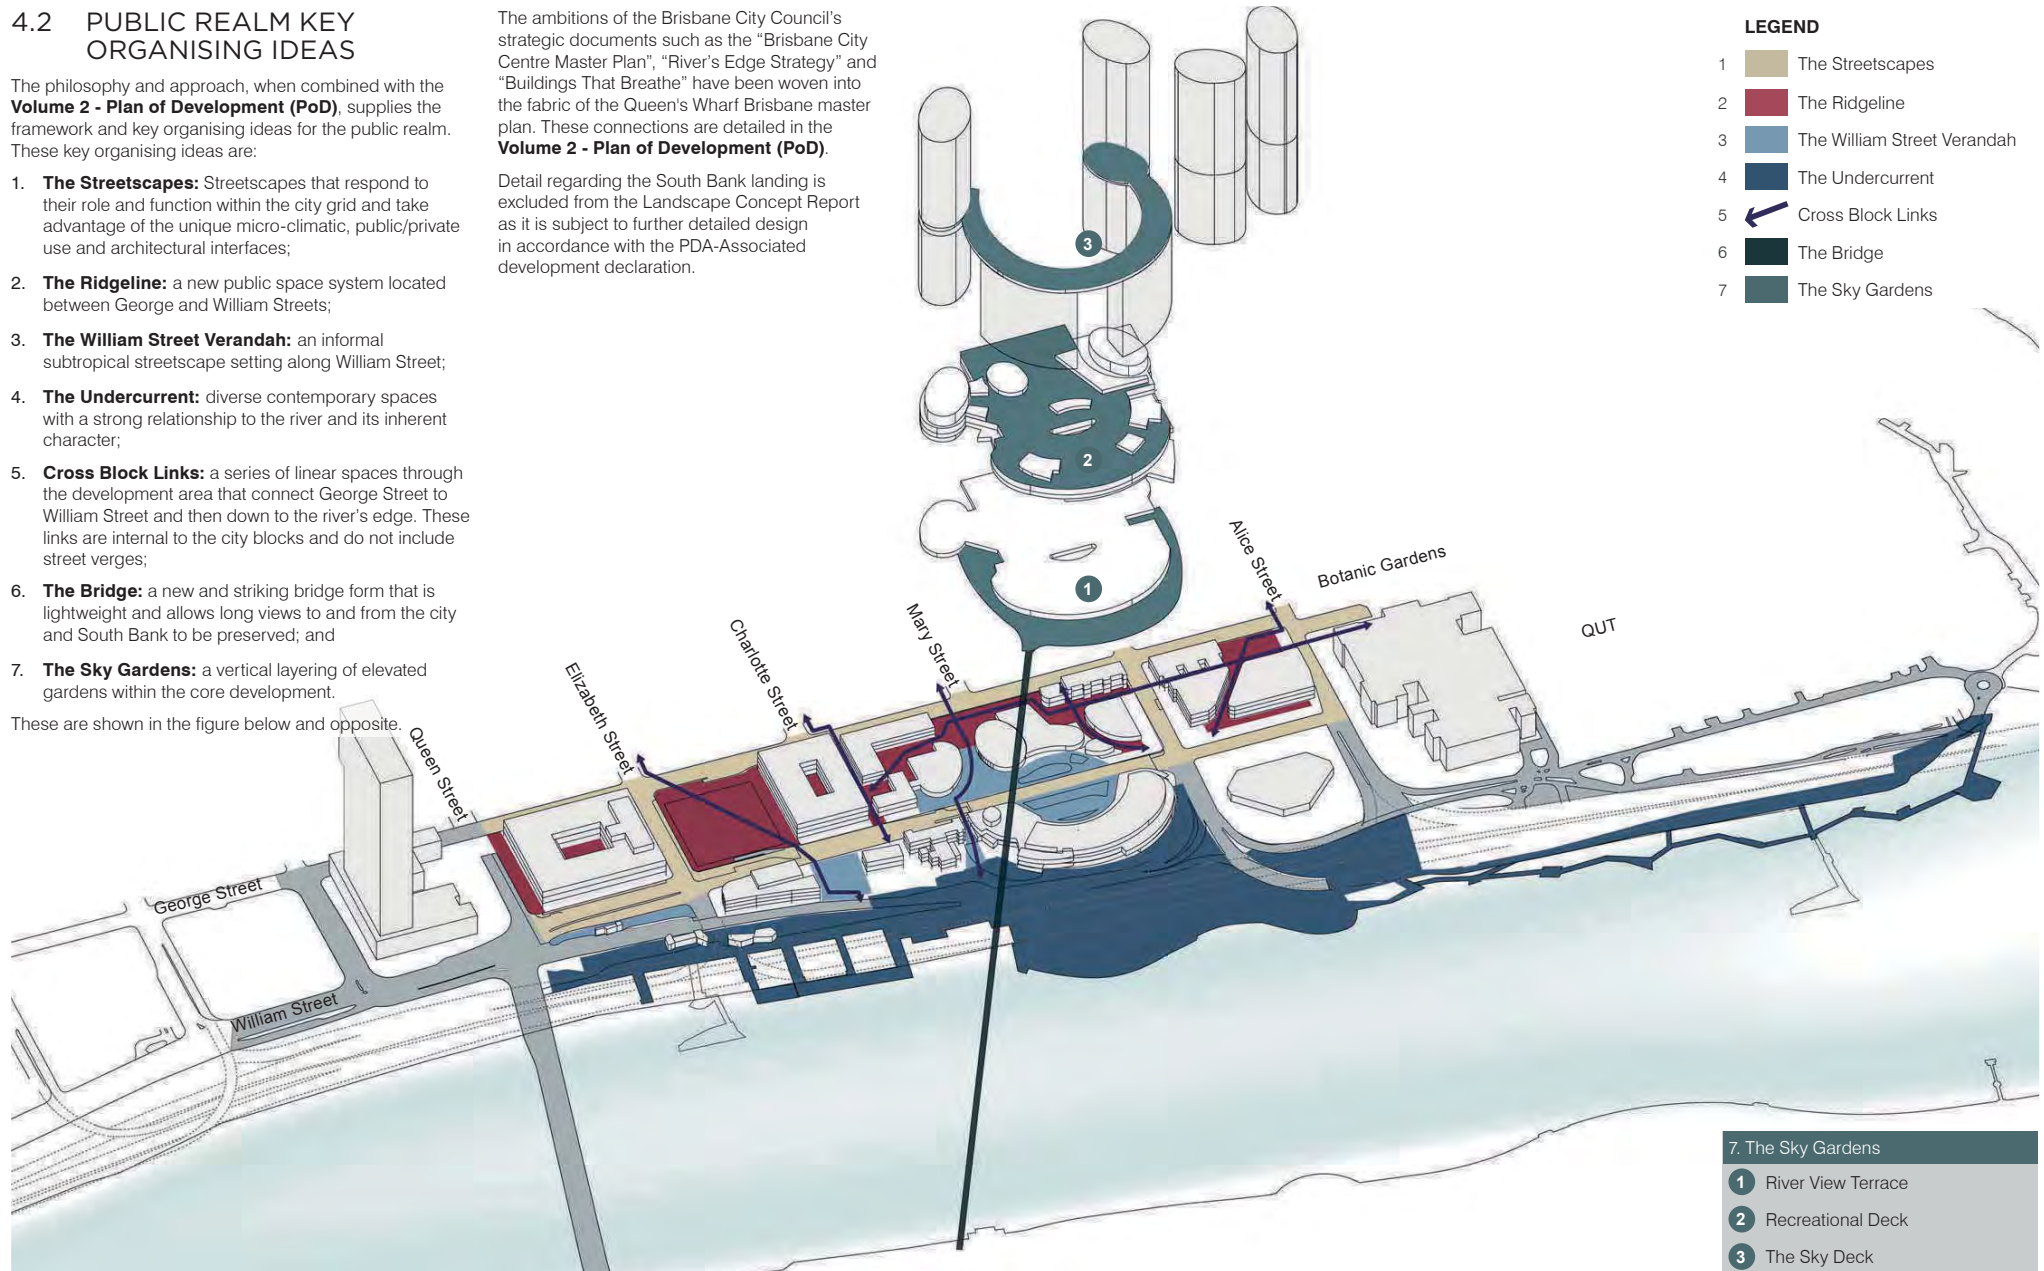 4.2 PUBLIC REALM KEY
ORGANISING IDEAS
The philosophy and approach, when combined with the
Volume 2 - Plan of Development (PoD), supplies the
framework and key organising ideas for the public realm.
These key organising ideas are:
1. The Streetscapes: Streetscapes that respond to
their role and function within the city grid and take
advantage of the unique micro-climatic, public/private
use and architectural interfaces;
2. The Ridgeline: a new public space system located
between George and William Streets;
3. The William Street Verandah: an informal
subtropical streetscape setting along William Street;
4. The Undercurrent: diverse contemporary spaces
with a strong relationship to the river and its inherent
character;
5. Cross Block Links: a series of linear spaces through
the development area that connect George Street to
William Street and then down to the river's edge. These
links are internal to the city blocks and do not include
street verges;
6. The Bridge: a new and striking bridge form that is
lightweight and allows long views to and from the city
and South Bank to be preserved; and
7. The Sky Gardens: a vertical layering of elevated
gardens within the core development.
These are shown in the figure below and opposite.
The ambitions of the Brisbane City Council's
strategic documents such as the “Brisbane City
Centre Master Plan”, “River's Edge Strategy” and
“Buildings That Breathe” have been woven into
the fabric of the Queen's Wharf Brisbane master
plan. These connections are detailed in the
Volume 2 - Plan of Development (PoD).
Detail regarding the South Bank landing is
excluded from the Landscape Concept Report
as it is subject to further detailed design
in accordance with the PDA-Associated
development declaration.
LEGEND
1 The Streetscapes
2 The Ridgeline
3 The William Street Verandah
4 The Undercurrent
5 Cross Block Links
6 The Bridge
7 The Sky Gardens
3
2
1
Alice Street
Botanic Gardens
QUT
Mary Street
Charlotte Street
Elizabeth Street
Queen Street
George Street
William Street
7. The Sky Gardens
1 River View Terrace
2 Recreational Deck
3 The Sky Deck